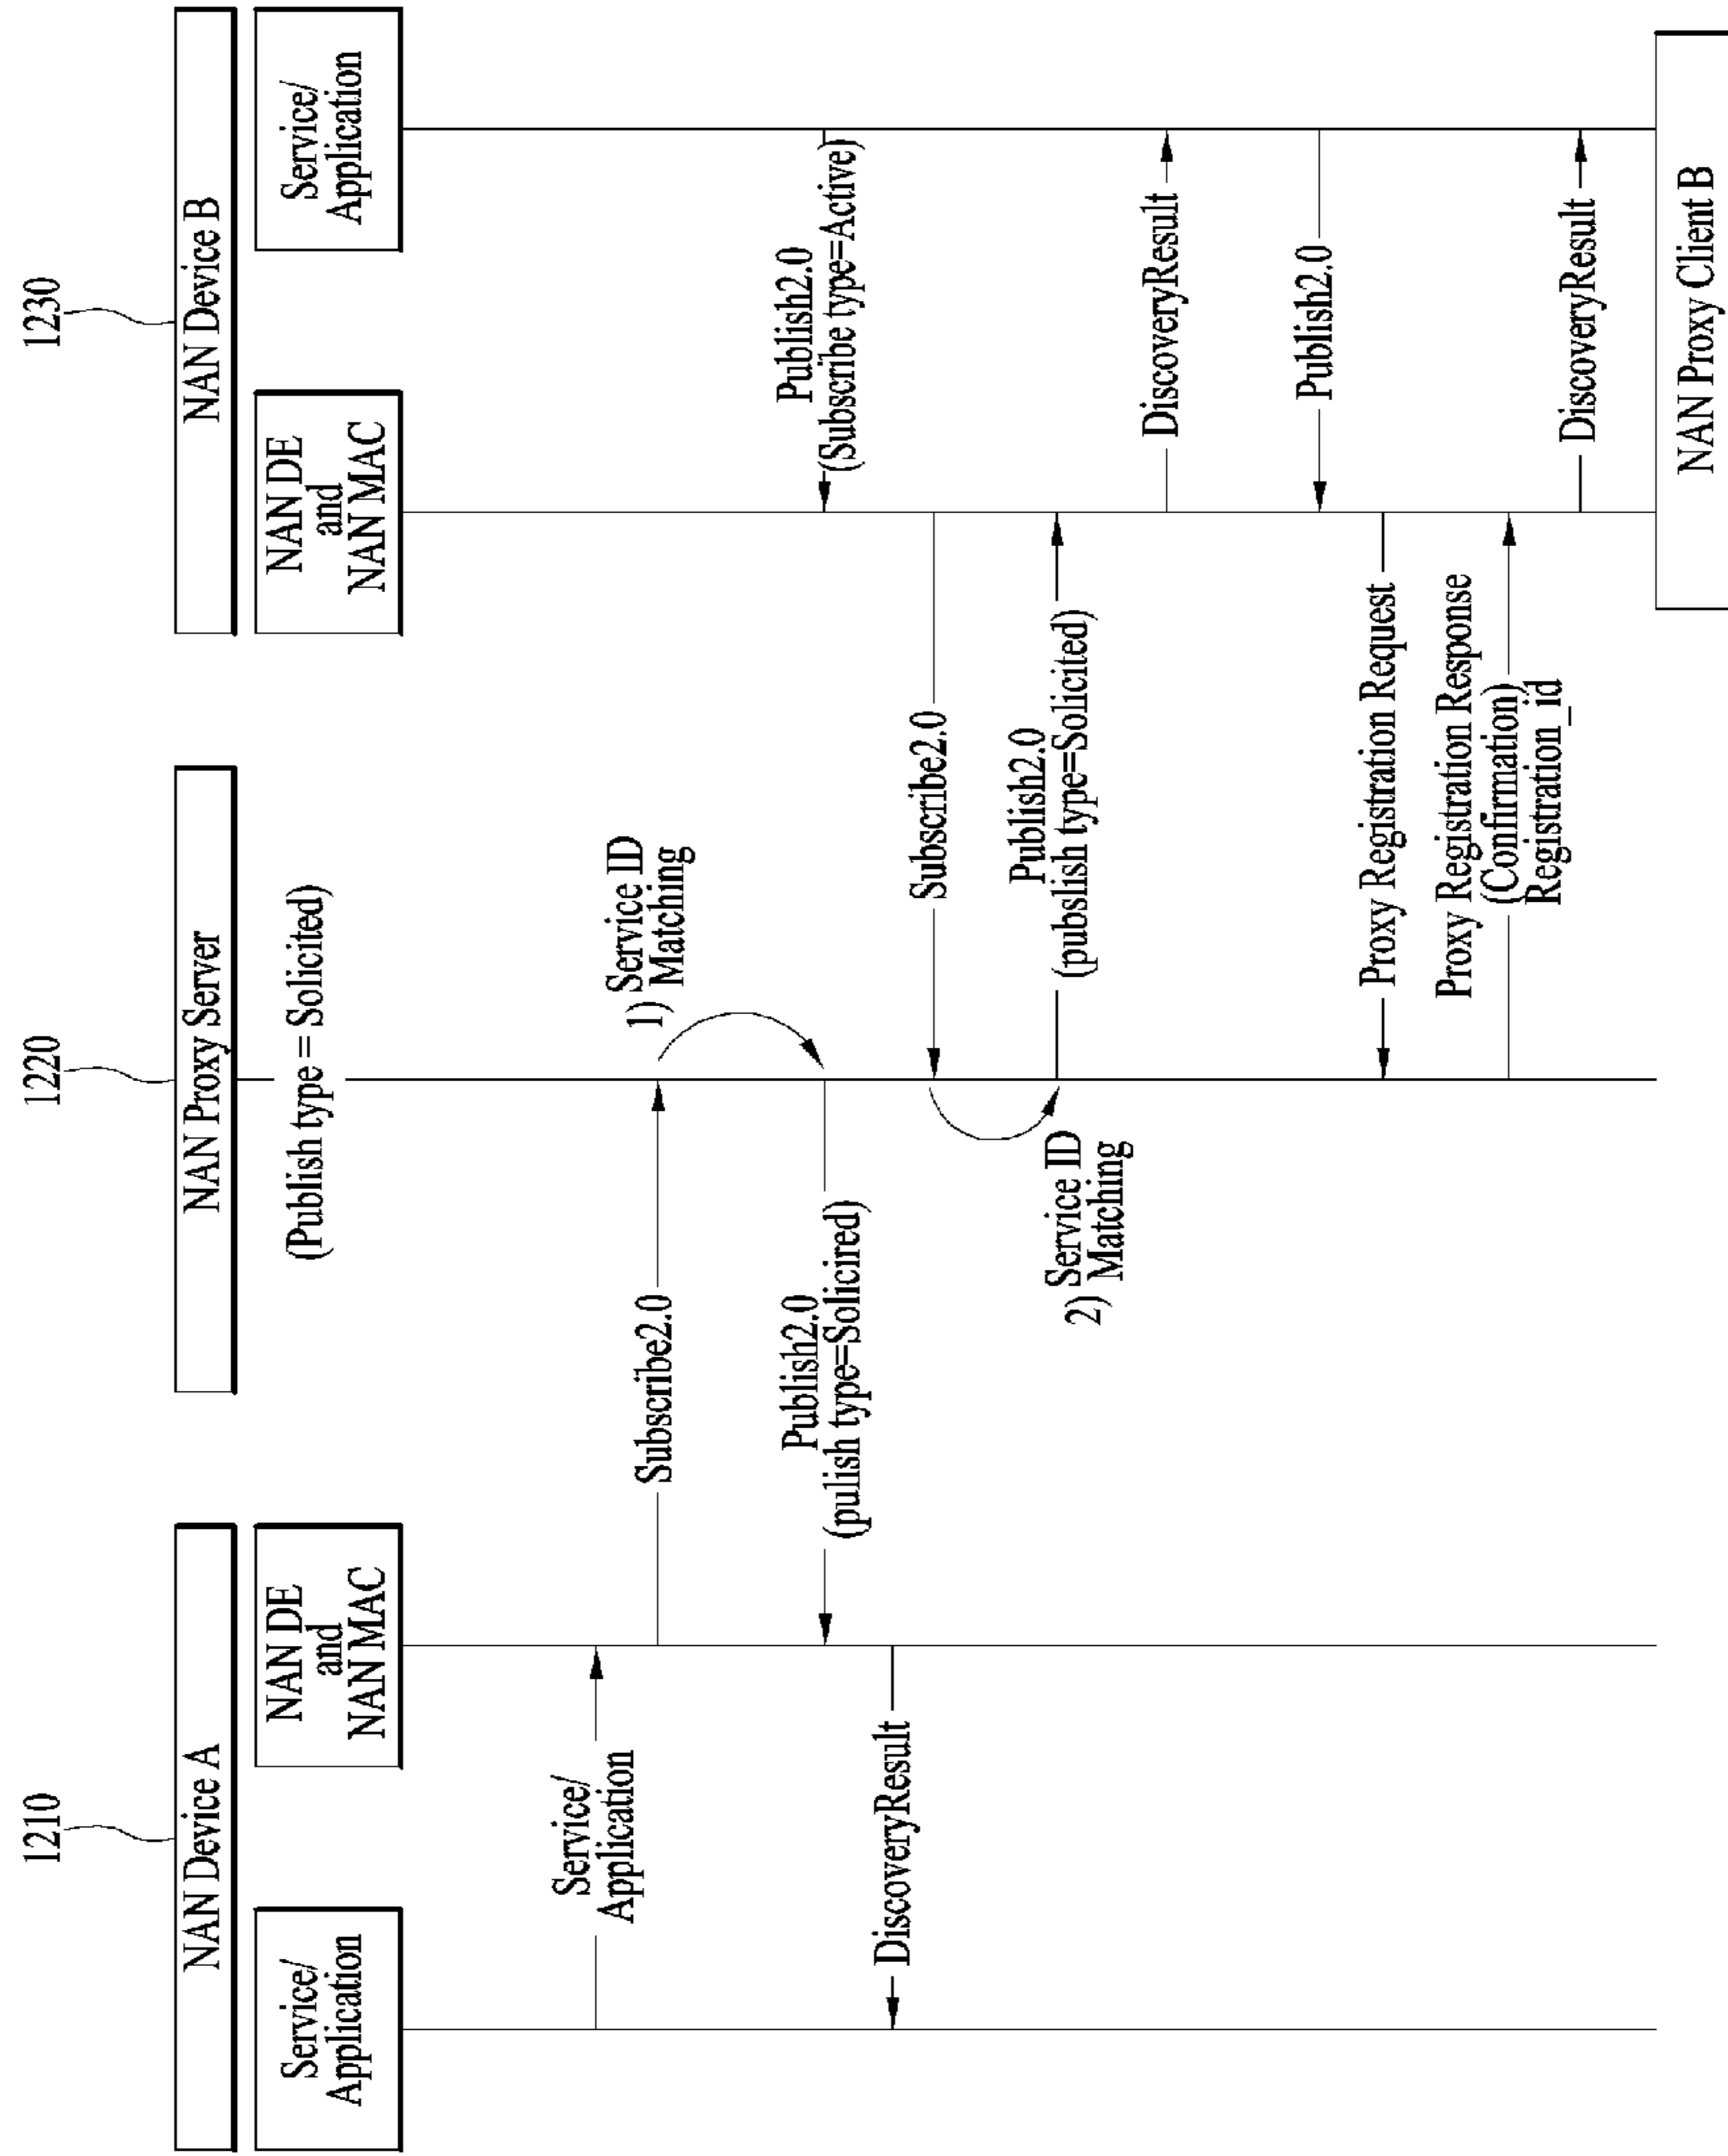 1210
1220
1230
NAN Device A
NAN Proxy Server
NAN Device B
Service/
Application
NAN DE
and
NAN MAC
(Publish type = Solicited)
NAN DE
and
NAN MAC
Service/
Application
Service/
Application
Subscribe2.0
1) Service ID
Matching
Publish2.0
(pulish type=Solicired)
Publish2.0
(Subscribe type=Active)
DiscoveryResult
Subscribe2.0
2) Service ID
Matching
Publish2.0
(pubslish type=Solicited)
DiscoveryResult
Publish2.0
Proxy Registration Request
Proxy Registration Response
(Confirmation)
Registration_id
DiscoveryResult
NAN Proxy Client B